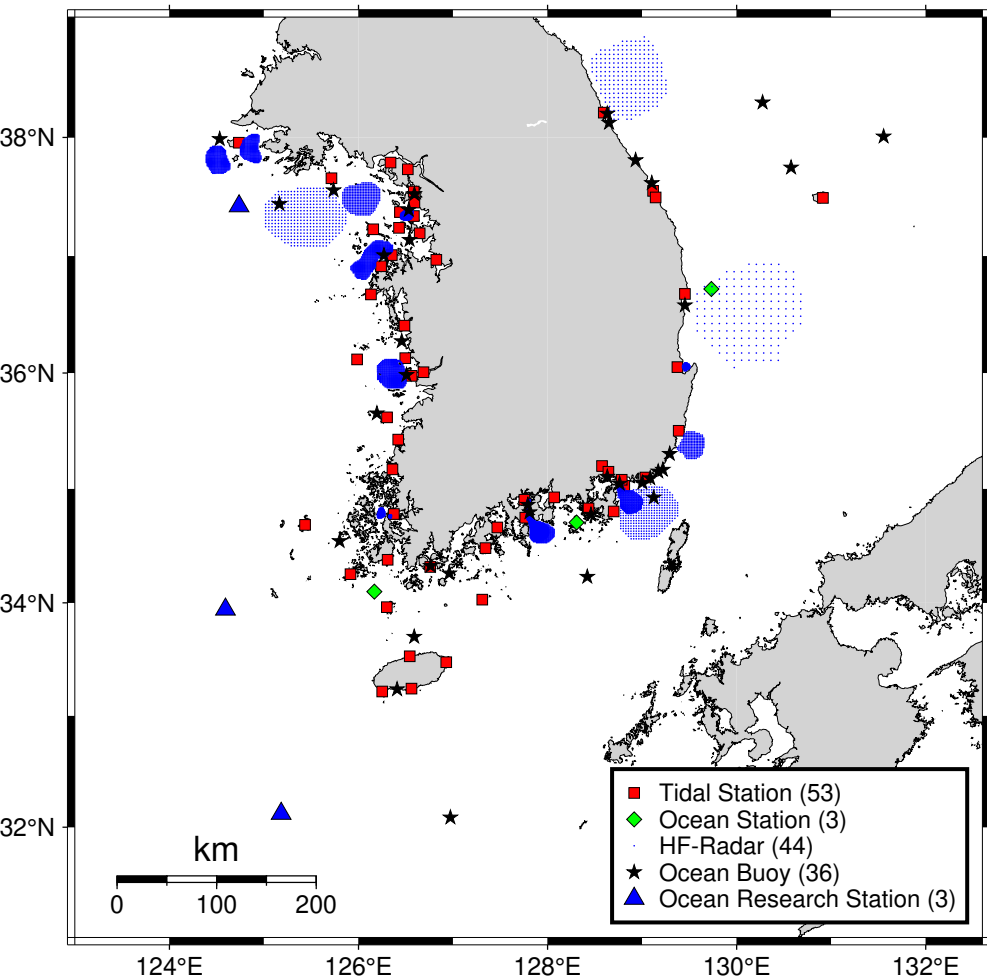 38°N
36°N
34°N
32°N
km
0 100 200
Tidal Station (53)
Ocean Station (3)
HF-Radar (44)
Ocean Buoy (36)
Ocean Research Station (3)
124°E 126°E 128°E 130°E 132°E